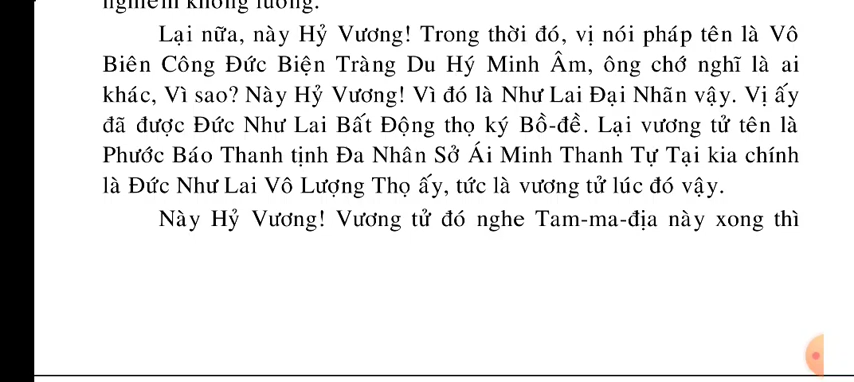 nghiêm không lường.
Lại nữa, này Hỷ Vương! Trong thời đó, vị nói pháp tên là Vô
Biên Công Đức Biện Tràng Du Hý Minh Âm, ông chớ nghĩ là ai
khác, Vì sao? Này Hỷ Vương! Vì đó là Như Lai Đại Nhãn vậy. Vị ấy
đã được Đức Như Lai Bất Động thọ ký Bồ-đề. Lại vương tử tên là
Phước Báo Thanh tịnh Đa Nhân Sở Ái Minh Thanh Tự Tại kia chính
là Đức Như Lai Vô Lượng Thọ ấy, tức là vương tử lúc đó vậy.
Này Hỷ Vương! Vương tử đó nghe Tam-ma-địa này xong thì